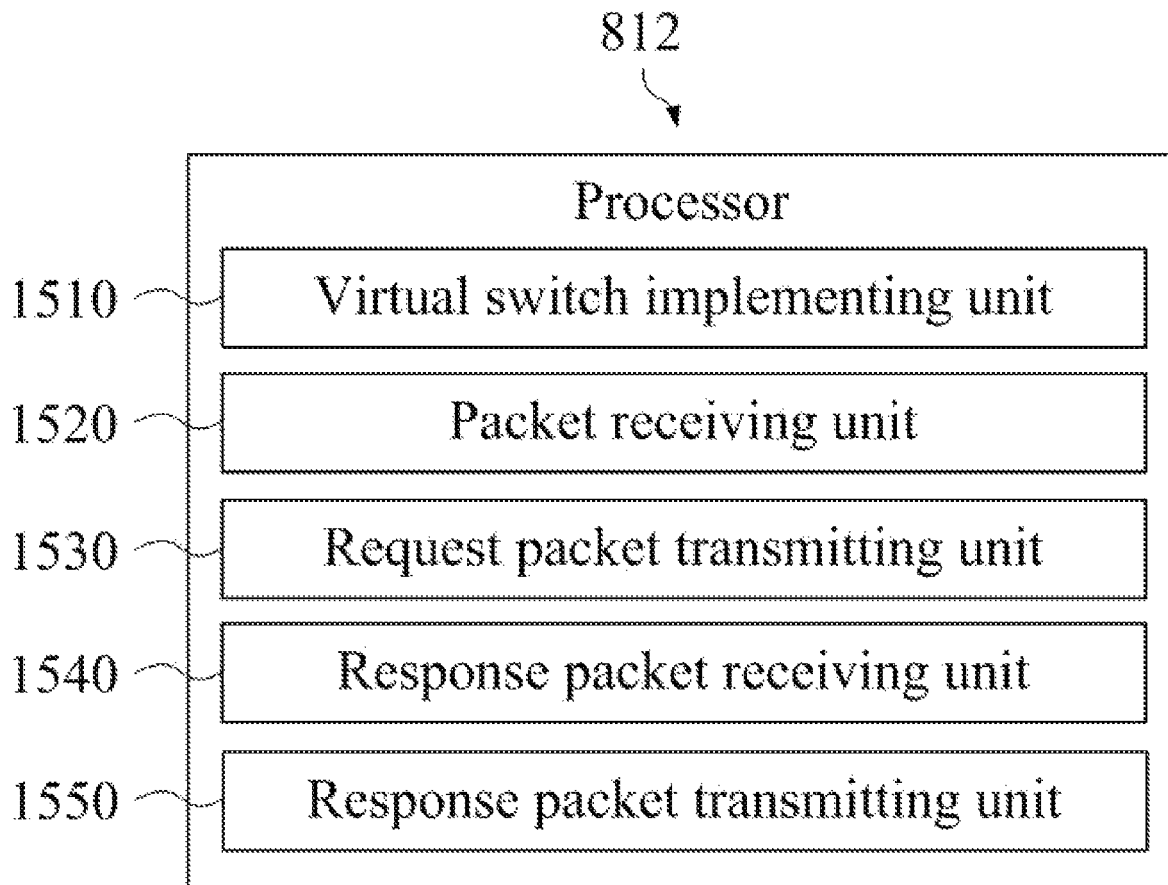 812
Processor
1510 Virtual switch implementing unit
1520 Packet receiving unit
1530 Request packet transmitting unit
1540 Response packet receiving unit
1550 Response packet transmitting unit